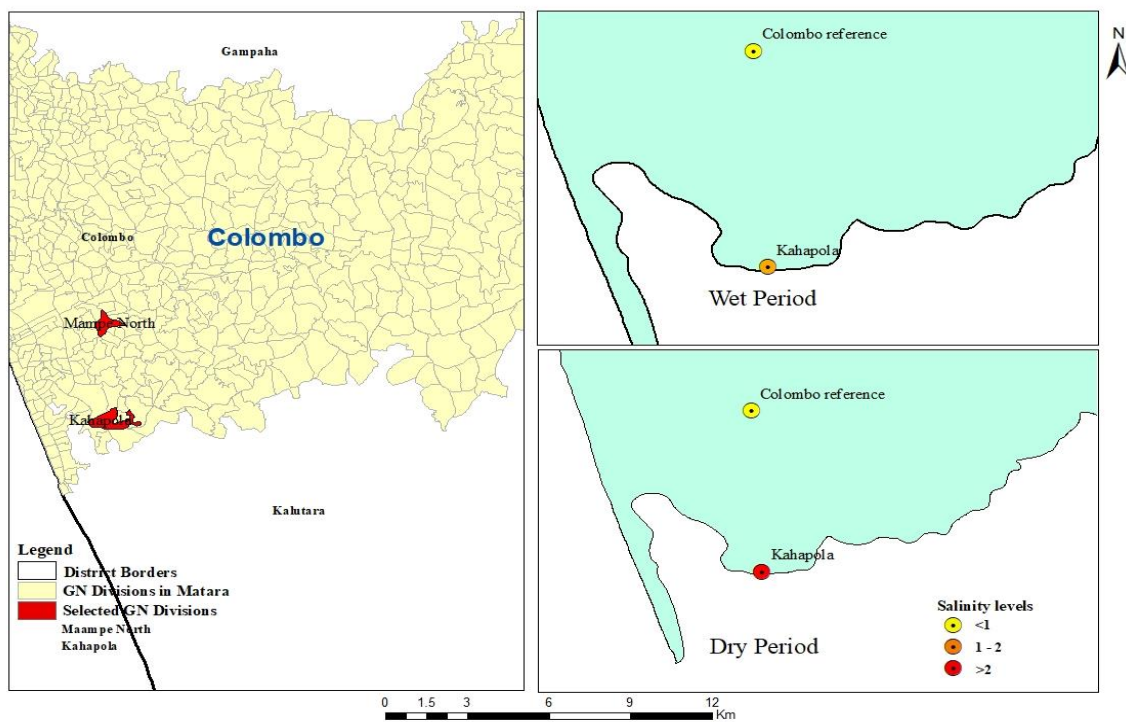 Gampaha
Colombo
Colombo
Mampe North
Kahapola
Kalutara
Legend
District Borders
GN Divisions in Matara
Selected GN Divisions
Maampe North
Kahapola
Colombo reference
Kahapola
Wet Period
N
Colombo reference
Kahapola
Dry Period
Salinity levels
<1
1 - 2
>2
0 1.5 3 6 9 12
Km